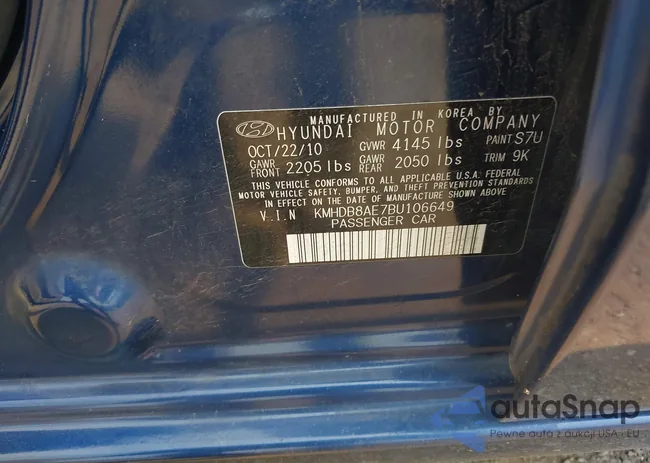 MANUFACTURED IN KOREA BY
HYUNDAI MOTOR COMPANY
OCT/22/10 GVWR 4145 lbs PAINT S7U
GAWR FRONT 2205 lbs GAWR REAR 2050 lbs TRIM 9K
THIS VEHICLE CONFORMS TO ALL APPLICABLE U.S.A. FEDERAL
MOTOR VEHICLE SAFETY, BUMPER, AND THEFT PREVENTION STANDARDS
IN EFFECT ON THE DATE OF MANUFACTURE SHOWN ABOVE
V.I.N KMHDB8AE7BU106649
PASSENGER CAR
autaSnap
Pewne auta z aukcji USA i EU